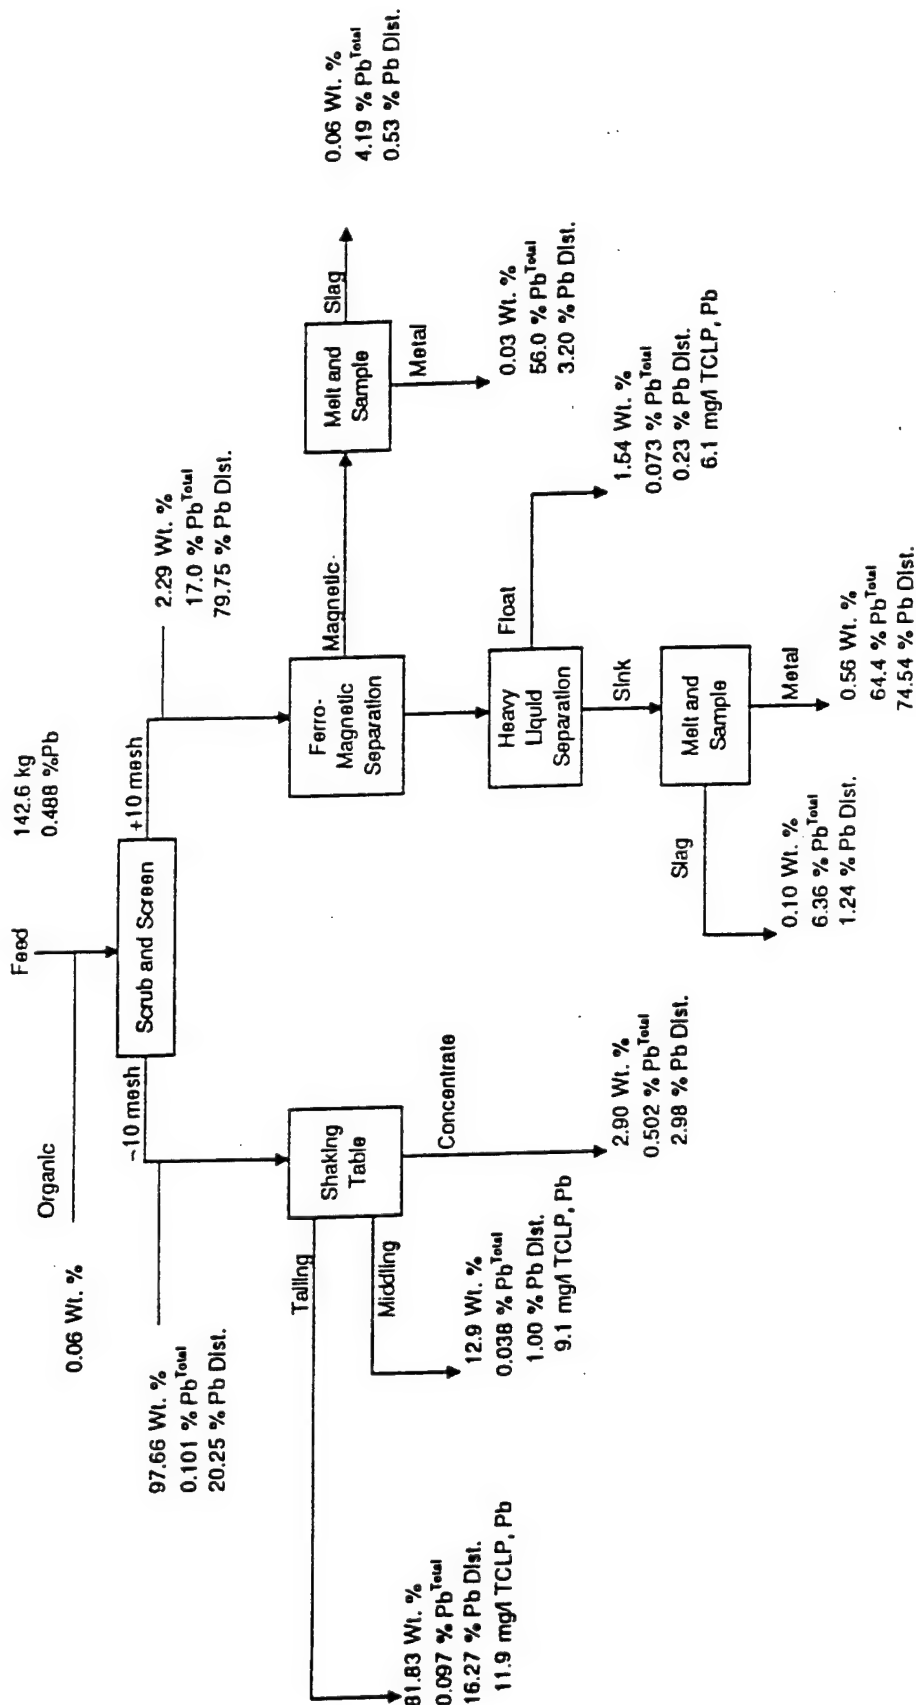 Feed
142.6 kg
0.488 %Pb
Organic
0.06 Wt. %
Scrub and Screen
−10 mesh
+10 mesh
97.66 Wt. %
0.101 % Pb Total
20.25 % Pb Dist.
2.29 Wt. %
17.0 % Pb Total
79.75 % Pb Dist.
Shaking
Table
Tailing
Middling
Concentrate
81.83 Wt. %
0.097 % Pb Total
16.27 % Pb Dist.
11.9 mg/l TCLP, Pb
12.9 Wt. %
0.038 % Pb Total
1.00 % Pb Dist.
9.1 mg/l TCLP, Pb
2.90 Wt. %
0.502 % Pb Total
2.98 % Pb Dist.
Ferro-
Magnetic
Separation
Magnetic
Melt and
Sample
Slag
0.06 Wt. %
4.19 % Pb Total
0.53 % Pb Dist.
Metal
0.03 Wt. %
56.0 % Pb Total
3.20 % Pb Dist.
Heavy
Liquid
Separation
Float
1.54 Wt. %
0.073 % Pb Total
0.23 % Pb Dist.
6.1 mg/l TCLP, Pb
Sink
Melt and
Sample
Slag
0.10 Wt. %
6.36 % Pb Total
1.24 % Pb Dist.
Metal
0.56 Wt. %
64.4 % Pb Total
74.54 % Pb Dist.